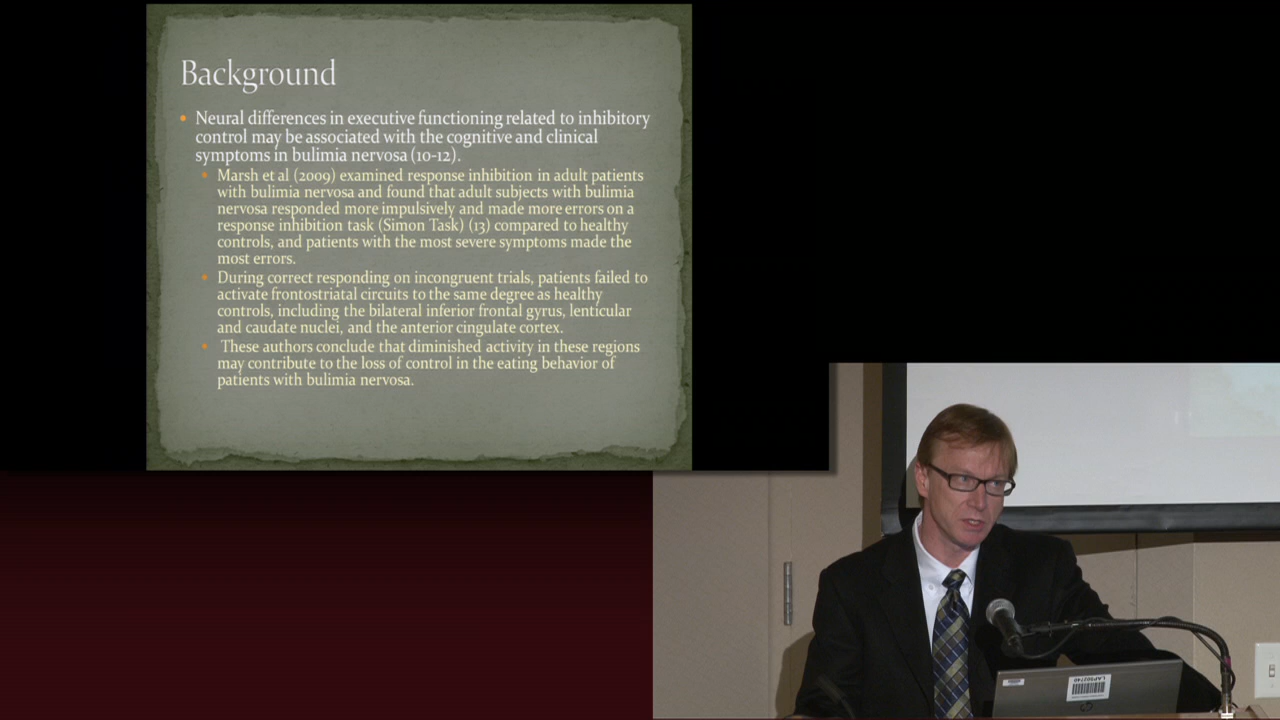 Background
• Neural differences in executive functioning related to inhibitory
control may be associated with the cognitive and clinical
symptoms in bulimia nervosa (10-12).
• Marsh et al (2009) examined response inhibition in adult patients
with bulimia nervosa and found that adult subjects with bulimia
nervosa responded more impulsively and made more errors on a
response inhibition task (Simon Task) (13) compared to healthy
controls, and patients with the most severe symptoms made the
most errors.
• During correct responding on incongruent trials, patients failed to
activate frontostriatal circuits to the same degree as healthy
controls, including the bilateral inferior frontal gyrus, lenticular
and caudate nuclei, and the anterior cingulate cortex.
• These authors conclude that diminished activity in these regions
may contribute to the loss of control in the eating behavior of
patients with bulimia nervosa.
LAPS02740
hp